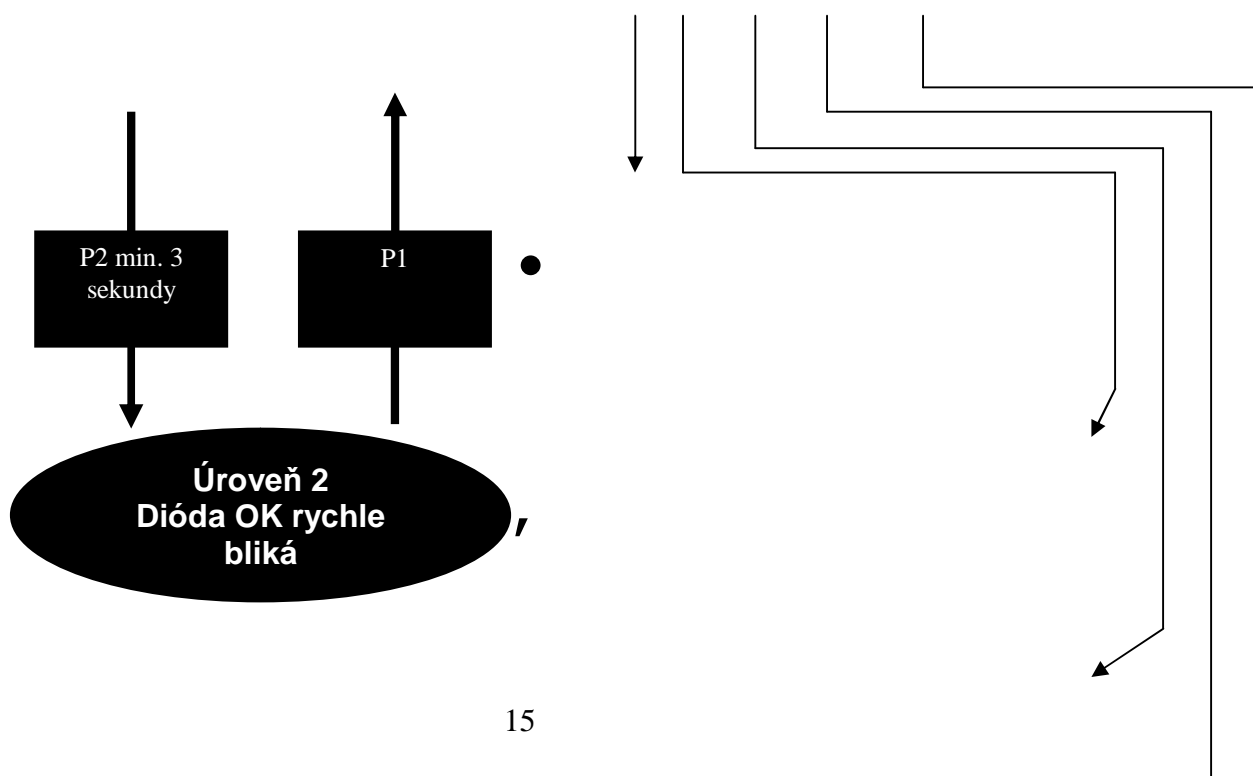 P2 min. 3
sekundy
P1
•
Úroveň 2
Dióda OK rychle
bliká
,
15